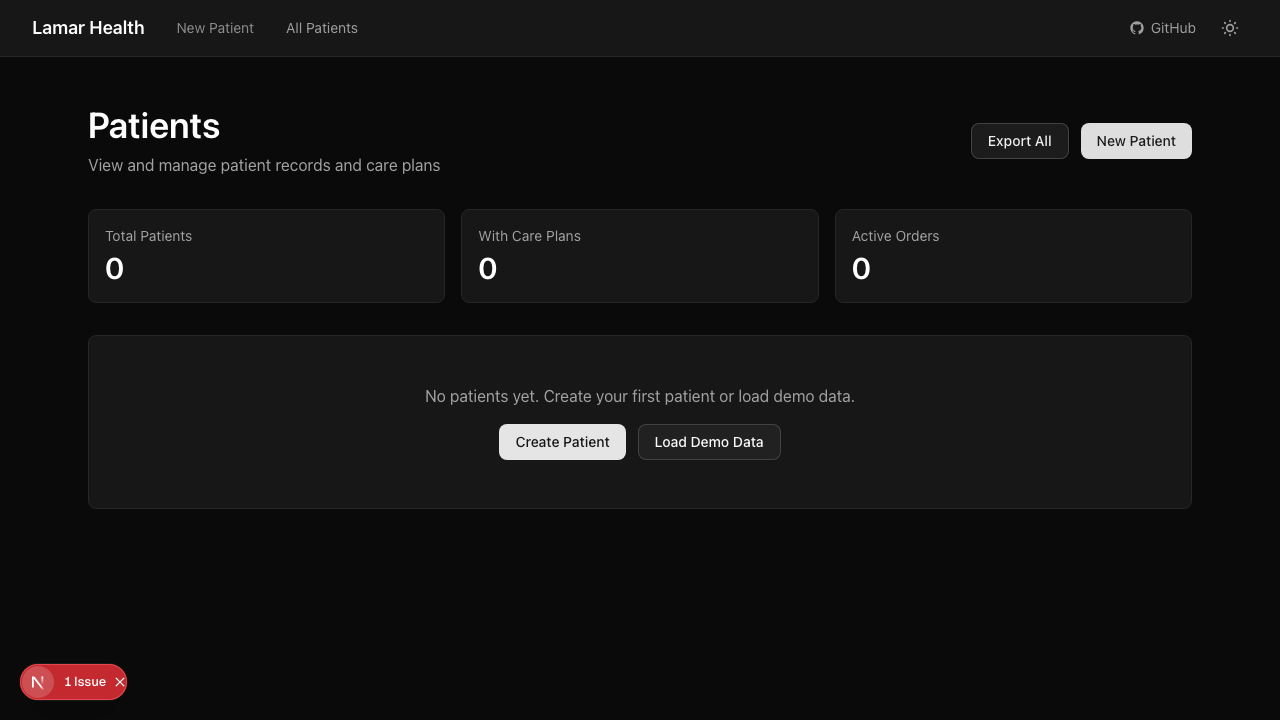 Lamar Health New Patient All Patients GitHub
Patients
View and manage patient records and care plans
Export All New Patient
Total Patients With Care Plans Active Orders
0 0 0
No patients yet. Create your first patient or load demo data.
Create Patient Load Demo Data
N 1 Issue